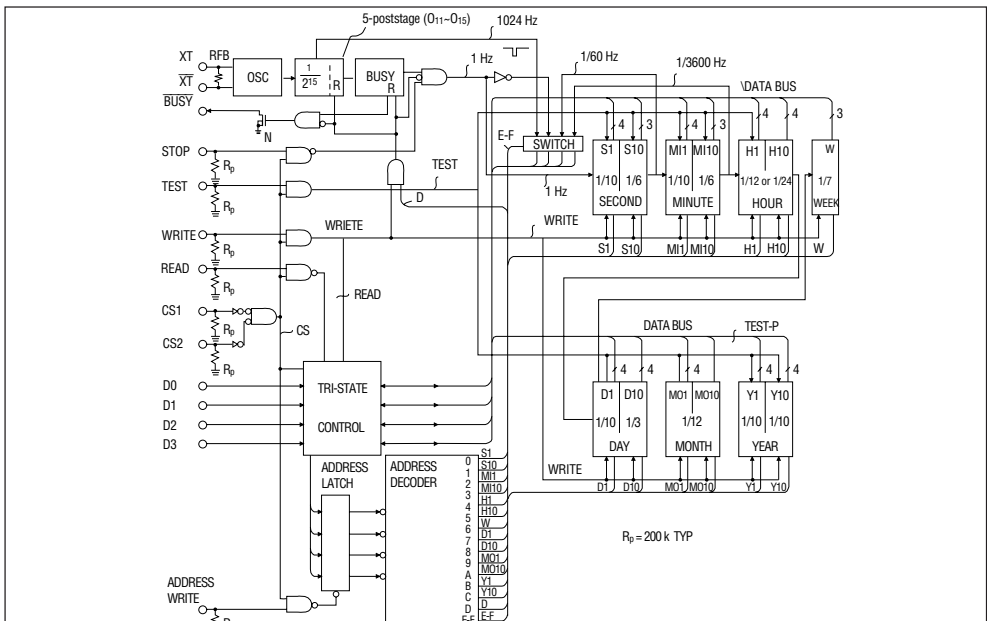 5-poststage (O11~O15)
1024 Hz
XT
RFB
XT
OSC
1
2^15
R
BUSY
R
1 Hz
1/60 Hz
1/3600 Hz
\DATA BUS
BUSY
N
4
3
4
3
4
4
3
E-F
SWITCH
STOP
Rp
TEST
TEST
Rp
D
1 Hz
S1
S10
1/10
1/6
SECOND
MI1
MI10
1/10
1/6
MINUTE
H1
H10
1/12 or 1/24
HOUR
W
1/7
WEEK
WRITE
Rp
WRIETE
WRITE
S1
S10
MI1
MI10
H1
H10
W
READ
Rp
READ
CS1
Rp
CS
CS2
Rp
DATA BUS
TEST-P
4
4
4
4
D0
D1
D2
D3
TRI-STATE
CONTROL
D1
D10
1/10
1/3
DAY
MO1
MO10
1/12
MONTH
Y1
Y10
1/10
1/10
YEAR
WRITE
D1
D10
MO1
MO10
Y1
Y10
ADDRESS
LATCH
ADDRESS
DECODER
0 S1
1 S10
2 MI1
3 MI10
4 H1
5 H10
6 W
7 D1
8 D10
9 MO1
A MO10
B Y1
C Y10
D D
E-F E-F
Rp = 200 k TYP
ADDRESS
WRITE